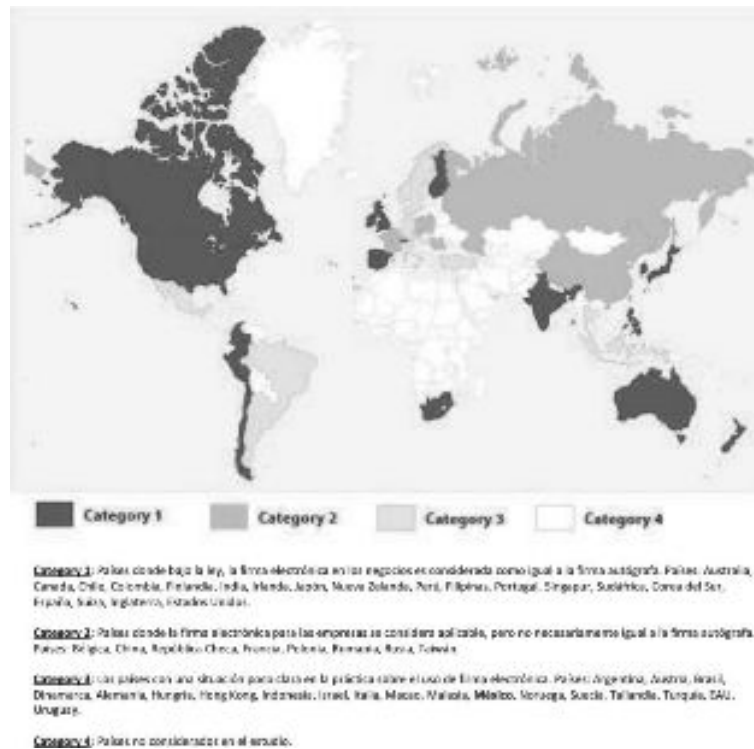 Category 1 Category 2 Category 3 Category 4
Category 1: Países donde bajo la ley, la firma electrónica en los negocios es considerada como igual a la firma autógrafa. Países: Australia,
Canada, Chile, Colombia, Finlandia, India, Irlanda, Japón, Nueva Zelanda, Perú, Filipinas, Portugal, Singapur, Sudáfrica, Corea del Sur,
España, Suiza, Inglaterra, Estados Unidos.
Category 2: Países donde la firma electrónica para las empresas se considera aplicable, pero no necesariamente igual a la firma autógrafa.
Países: Bélgica, China, República Checa, Francia, Polonia, Rumania, Rusia, Taiwán.
Category 3: Los países con una situación poco clara en la práctica sobre el uso de firma electrónica. Países: Argentina, Austria, Brasil,
Dinamarca, Alemania, Hungría, Hong Kong, Indonesia, Israel, Italia, Macao, Malasia, México, Noruega, Suecia, Tailandia, Turquía, EAU,
Uruguay.
Category 4: Países no considerados en el estudio.